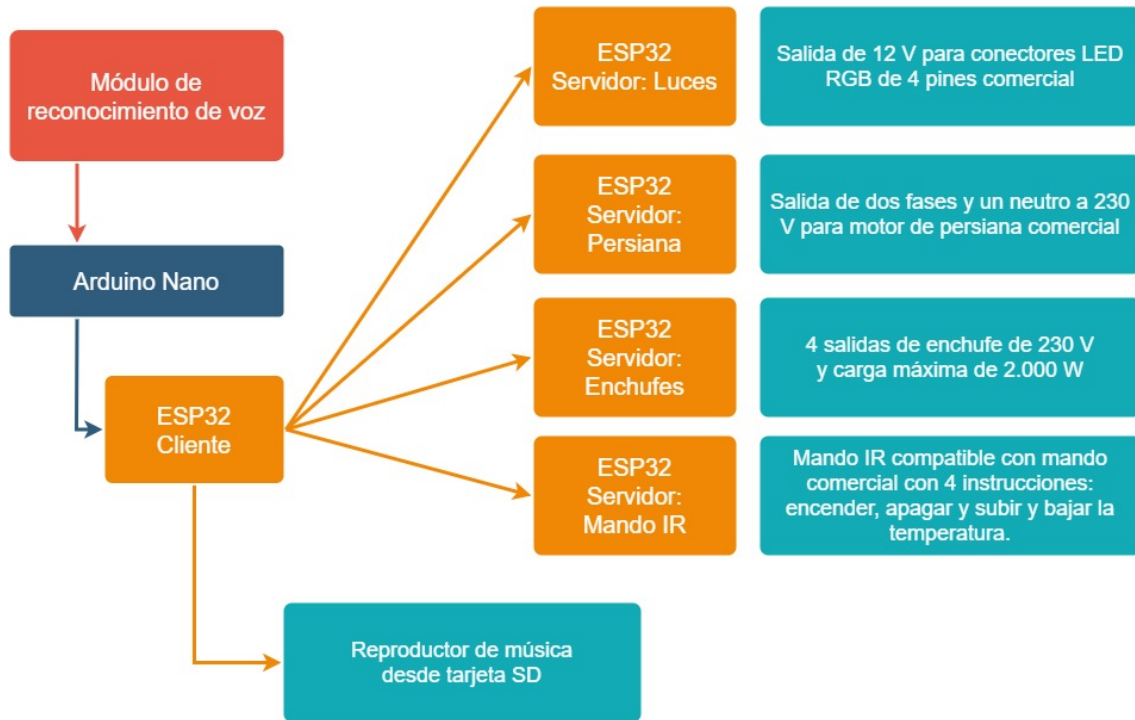 Módulo de
reconocimiento de voz
Arduino Nano
ESP32
Cliente
ESP32
Servidor: Luces
Salida de 12 V para conectores LED
RGB de 4 pines comercial
ESP32
Servidor:
Persiana
Salida de dos fases y un neutro a 230
V para motor de persiana comercial
ESP32
Servidor:
Enchufes
4 salidas de enchufe de 230 V
y carga máxima de 2.000 W
ESP32
Servidor:
Mando IR
Mando IR compatible con mando
comercial con 4 instrucciones:
encender, apagar y subir y bajar la
temperatura.
Reproductor de música
desde tarjeta SD